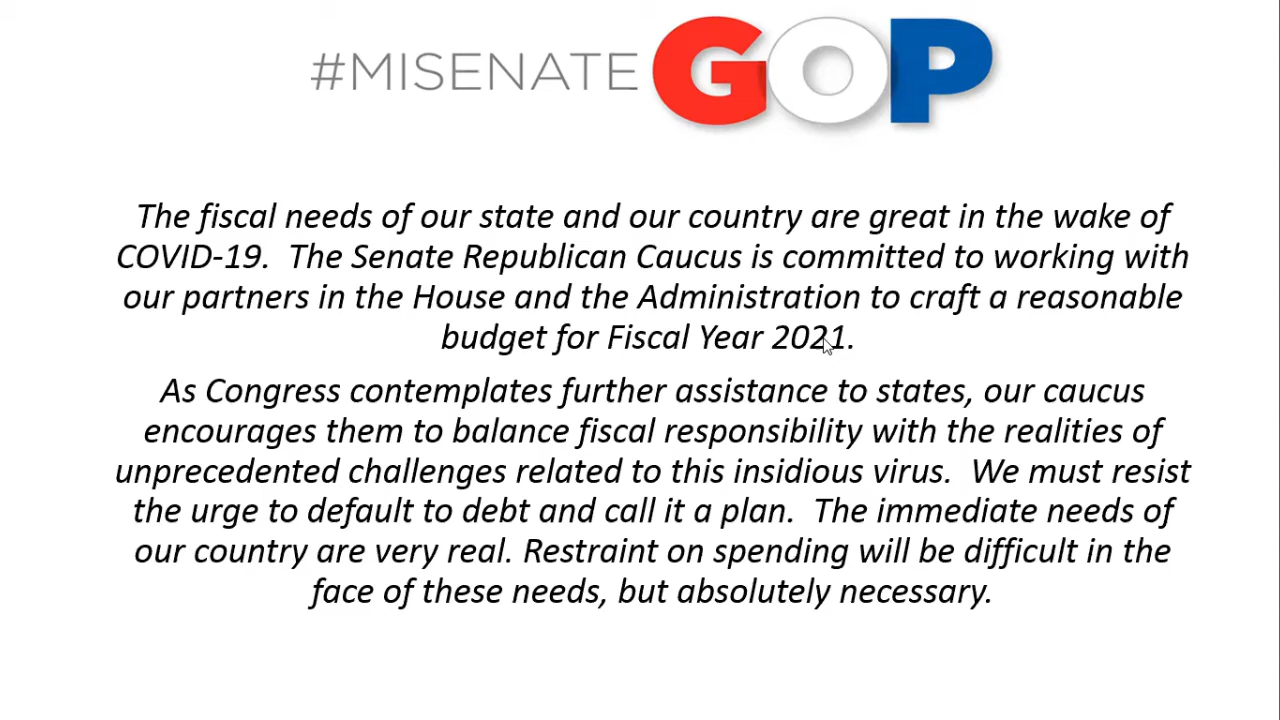 #MISENATE GOP
The fiscal needs of our state and our country are great in the wake of
COVID-19.  The Senate Republican Caucus is committed to working with
our partners in the House and the Administration to craft a reasonable
budget for Fiscal Year 2021.
As Congress contemplates further assistance to states, our caucus
encourages them to balance fiscal responsibility with the realities of
unprecedented challenges related to this insidious virus.  We must resist
the urge to default to debt and call it a plan.  The immediate needs of
our country are very real. Restraint on spending will be difficult in the
face of these needs, but absolutely necessary.